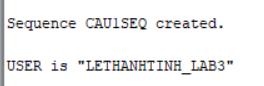 Sequence CAU1SEQ created.
USER is "LETHANHTINH_LAB3"